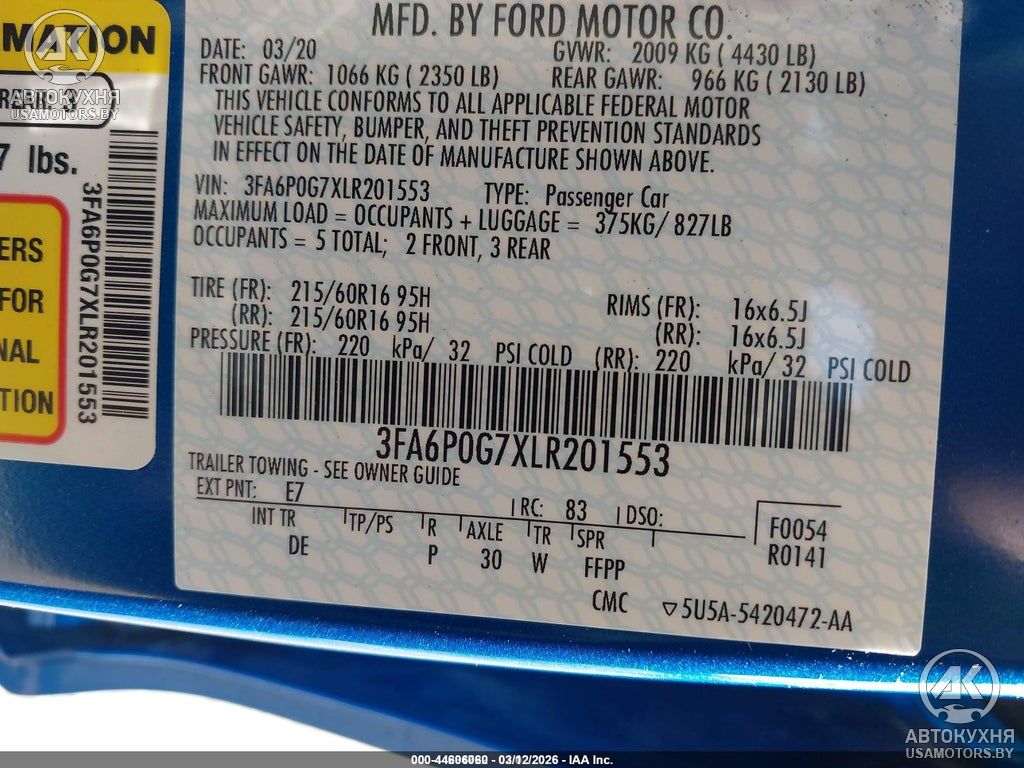 MATION
7 lbs.
3FA6P0G7XLR201553
ERS
FOR
NAL
TION
MFD. BY FORD MOTOR CO.
DATE: 03/20 GVWR: 2009 KG ( 4430 LB)
FRONT GAWR: 1066 KG ( 2350 LB) REAR GAWR: 966 KG ( 2130 LB)
THIS VEHICLE CONFORMS TO ALL APPLICABLE FEDERAL MOTOR
VEHICLE SAFETY, BUMPER, AND THEFT PREVENTION STANDARDS
IN EFFECT ON THE DATE OF MANUFACTURE SHOWN ABOVE.
VIN: 3FA6P0G7XLR201553 TYPE: Passenger Car
MAXIMUM LOAD = OCCUPANTS + LUGGAGE = 375KG/ 827LB
OCCUPANTS = 5 TOTAL; 2 FRONT, 3 REAR
TIRE (FR): 215/60R16 95H RIMS (FR): 16x6.5J
(RR): 215/60R16 95H (RR): 16x6.5J
PRESSURE (FR): 220 kPa/ 32 PSI COLD (RR): 220 kPa/ 32 PSI COLD
3FA6P0G7XLR201553
TRAILER TOWING - SEE OWNER GUIDE
EXT PNT: E7 RC: 83 DSO:
INT TR TP/PS R AXLE TR SPR F0054
DE P 30 W FFPP R0141
CMC ▽5U5A-5420472-AA
АК
АВТОКУХНЯ
USAMOTORS.BY
АК
АВТОКУХНЯ
USAMOTORS.BY
03/12/2026 - IAA Inc.